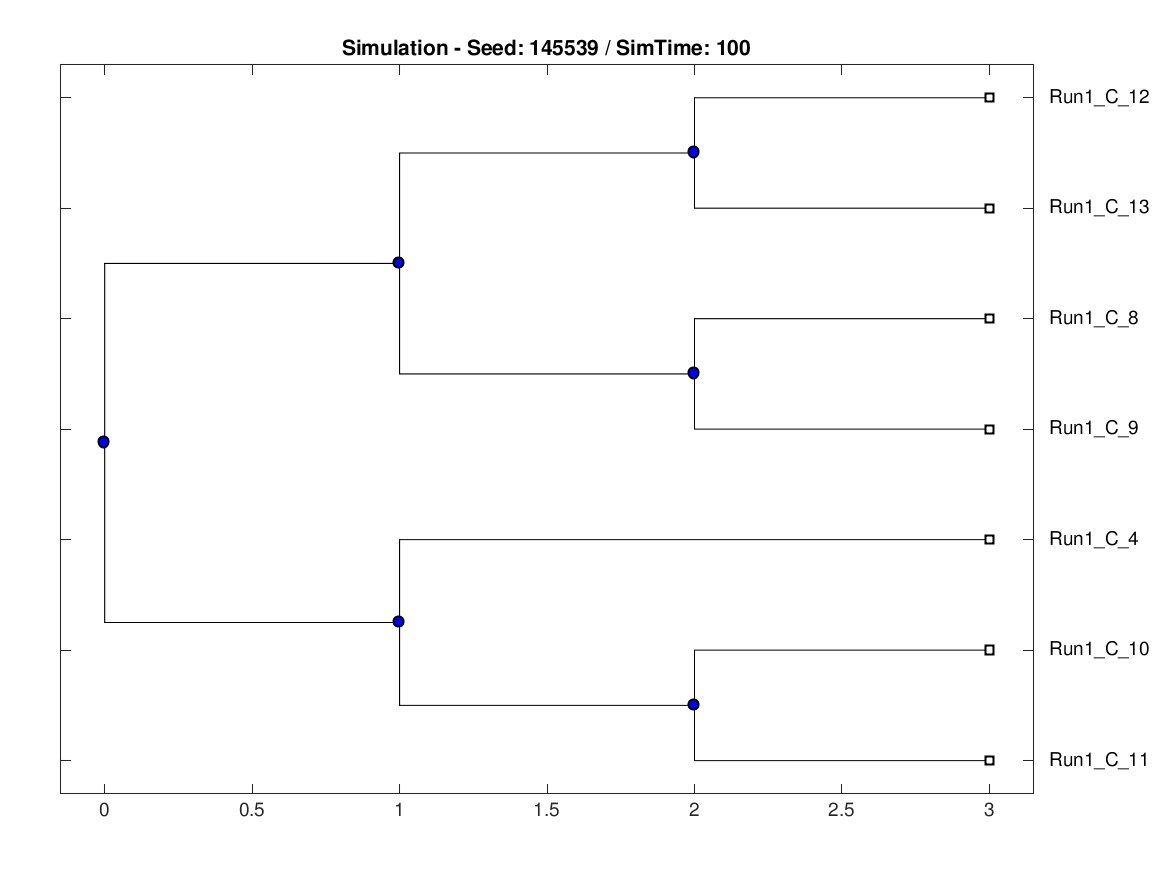 Simulation - Seed: 145539 / SimTime: 100
Run1_C_12
Run1_C_13
Run1_C_8
Run1_C_9
Run1_C_4
Run1_C_10
Run1_C_11
0 0.5 1 1.5 2 2.5 3